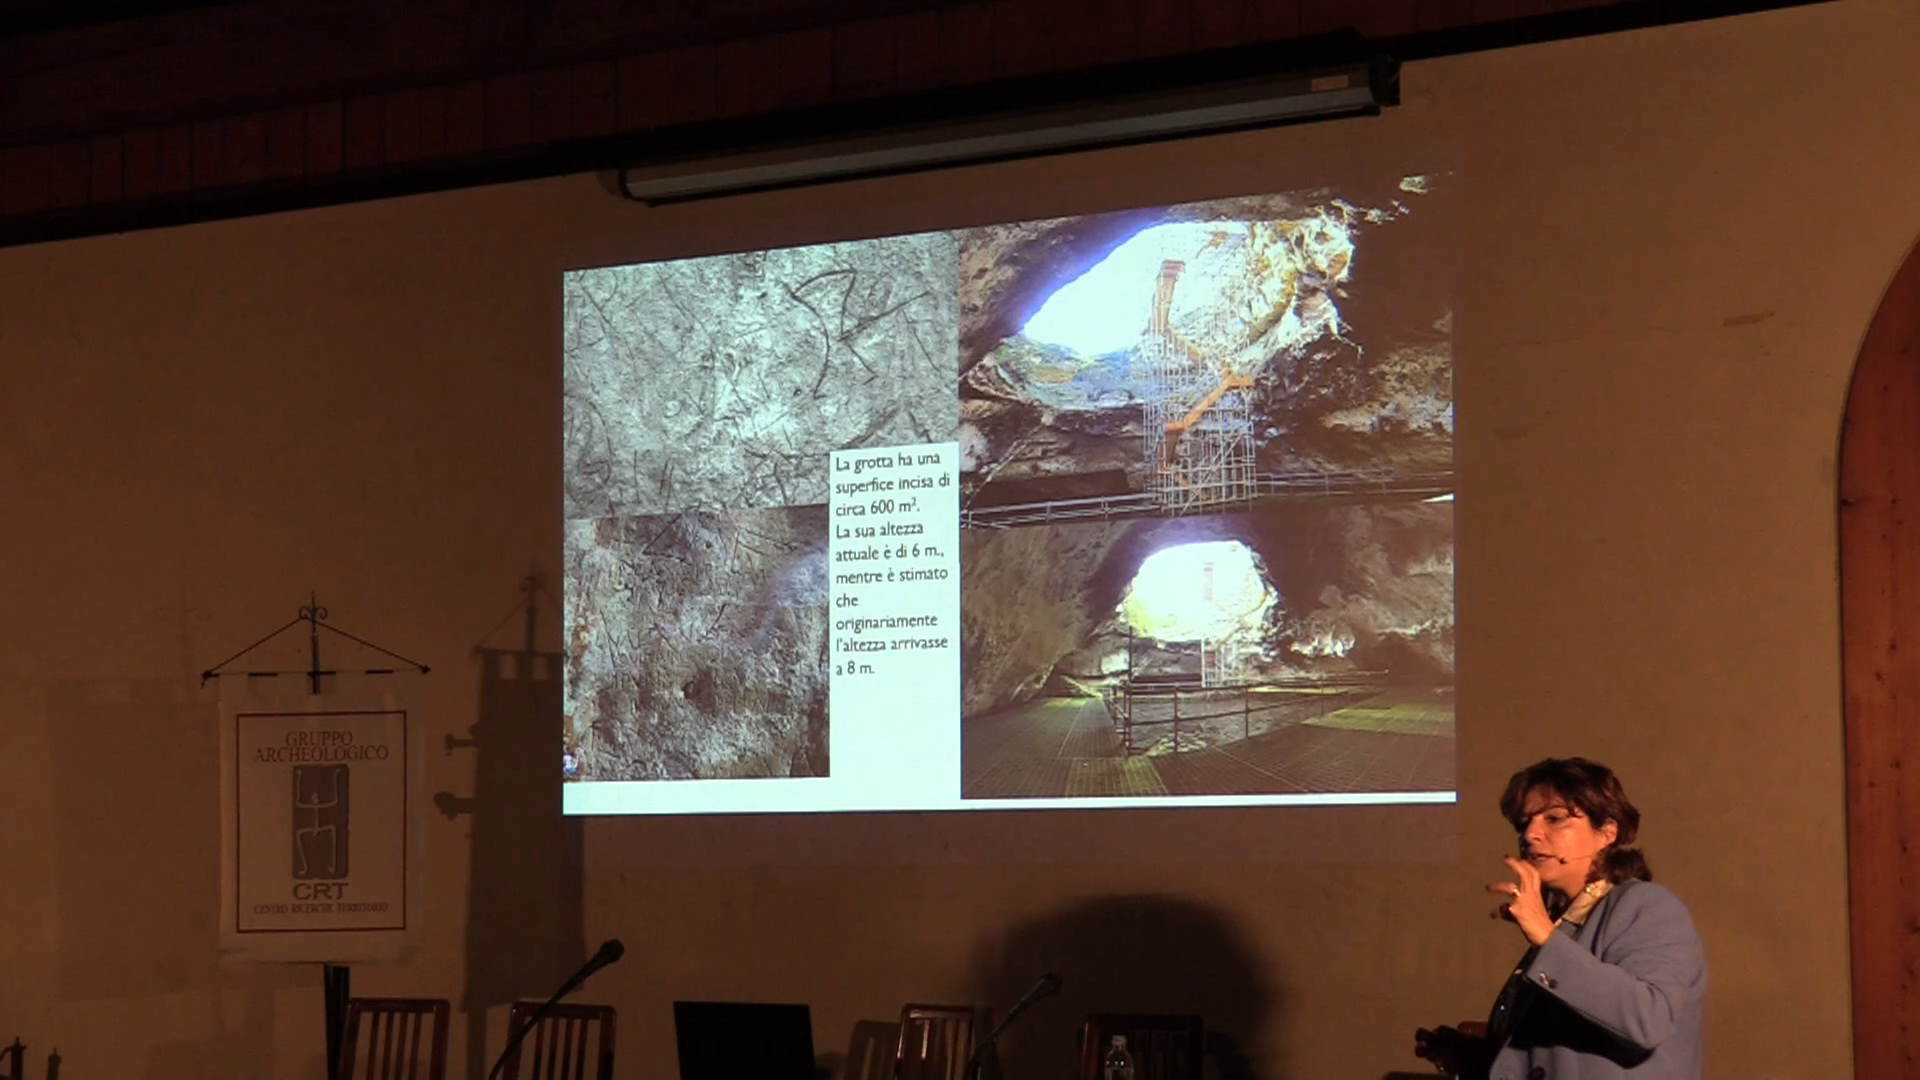 La grotta ha una
superfice incisa di
circa 600 m².
La sua altezza
attuale è di 6 m.,
mentre è stimato
che
originariamente
l'altezza arrivasse
a 8 m.
GRUPPO
ARCHEOLOGICO
CRT
CENTRO RICERCHE TERRITORIO